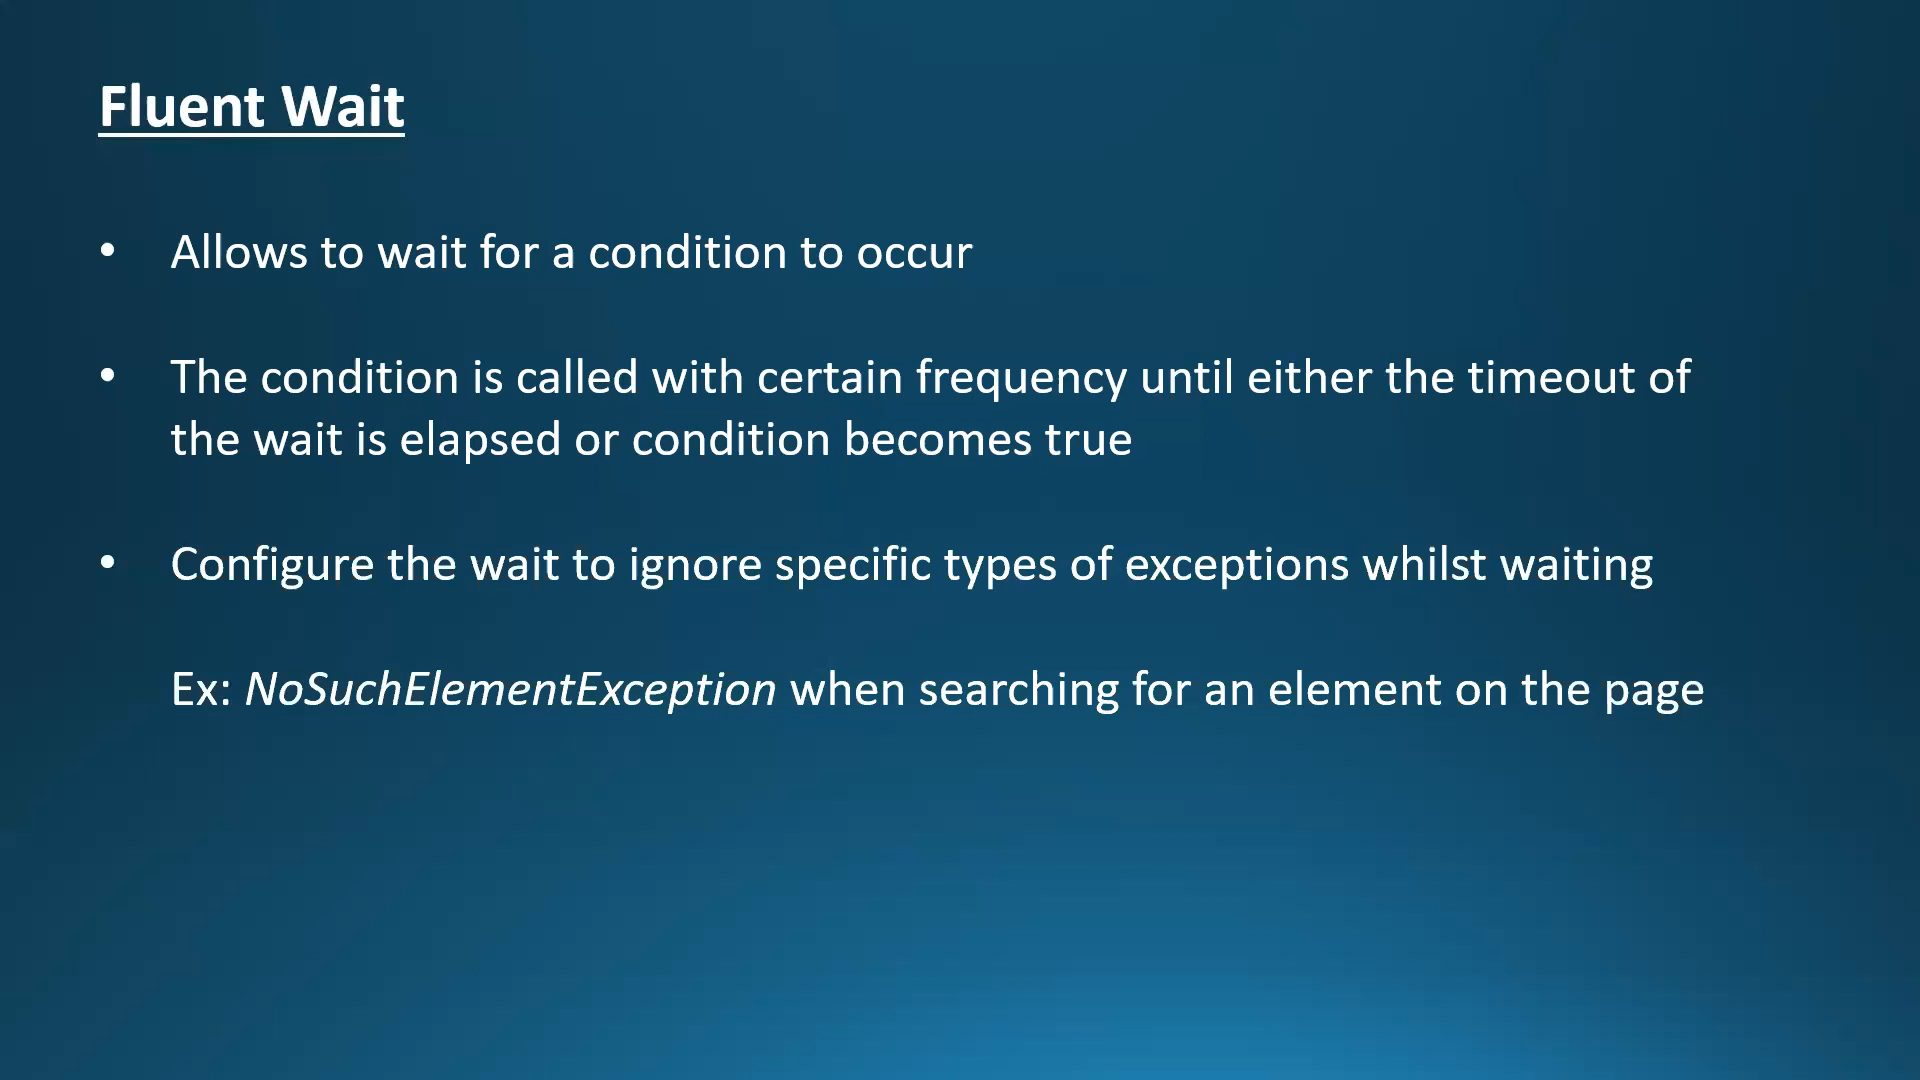 Fluent Wait
• Allows to wait for a condition to occur
• The condition is called with certain frequency until either the timeout of
the wait is elapsed or condition becomes true
• Configure the wait to ignore specific types of exceptions whilst waiting
Ex: NoSuchElementException when searching for an element on the page